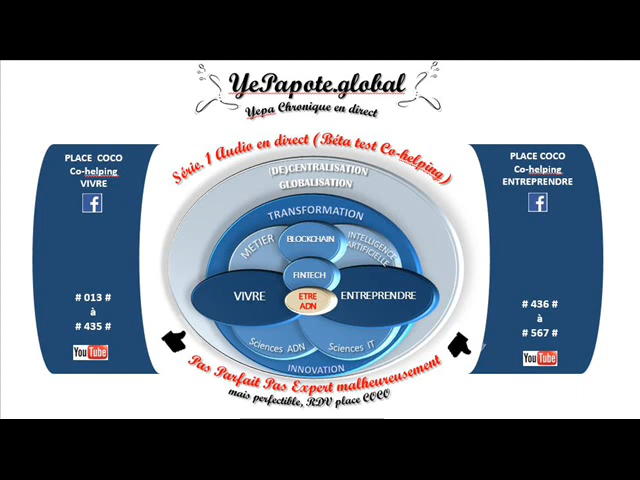 YePapote.global
Yepa Chronique en direct
Série, 1 Audio en direct (Béta test Co-helping)
PLACE COCO
Co-helping
VIVRE
f
# 013 #
à
# 435 #
YouTube
(DE)CENTRALISATION
GLOBALISATION
TRANSFORMATION
METIER
BLOCKCHAIN
INTELLIGENCE
ARTIFICIELLE
FINTECH
VIVRE
ETRE
ADN
ENTREPRENDRE
Sciences ADN
Sciences IT
INNOVATION
Pas Parfait Pas Expert malheureusement
mais perfectible, RDV place COCO
PLACE COCO
Co-helping
ENTREPRENDRE
f
# 436 #
à
# 567 #
YouTube